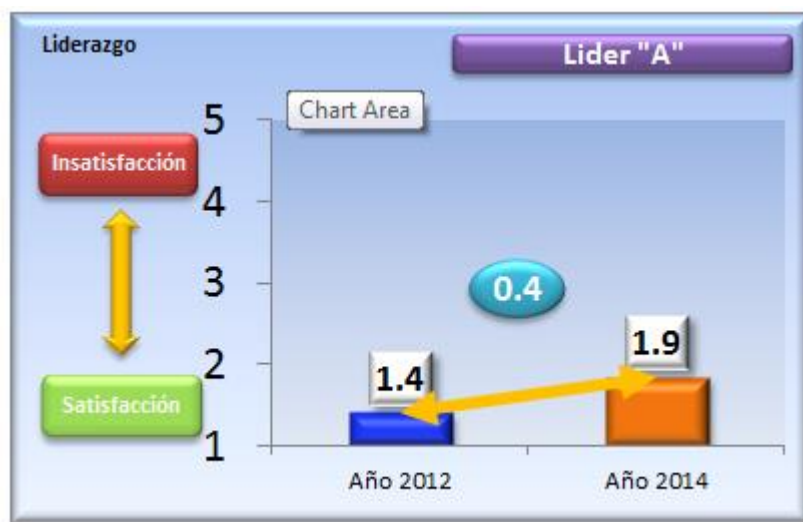 Liderazgo
Lider "A"
Chart Area
5
Insatisfacción
4
3
0.4
2
1.9
1.4
Satisfacción
1
Año 2012
Año 2014